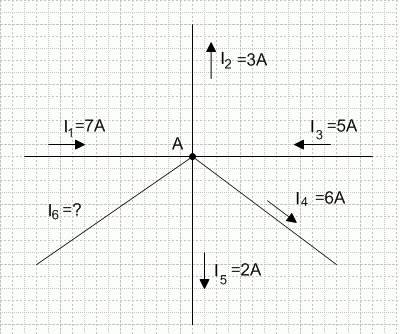 I2 =3A
I1=7A
I3 =5A
A
I4 =6A
I6 =?
I5 =2A